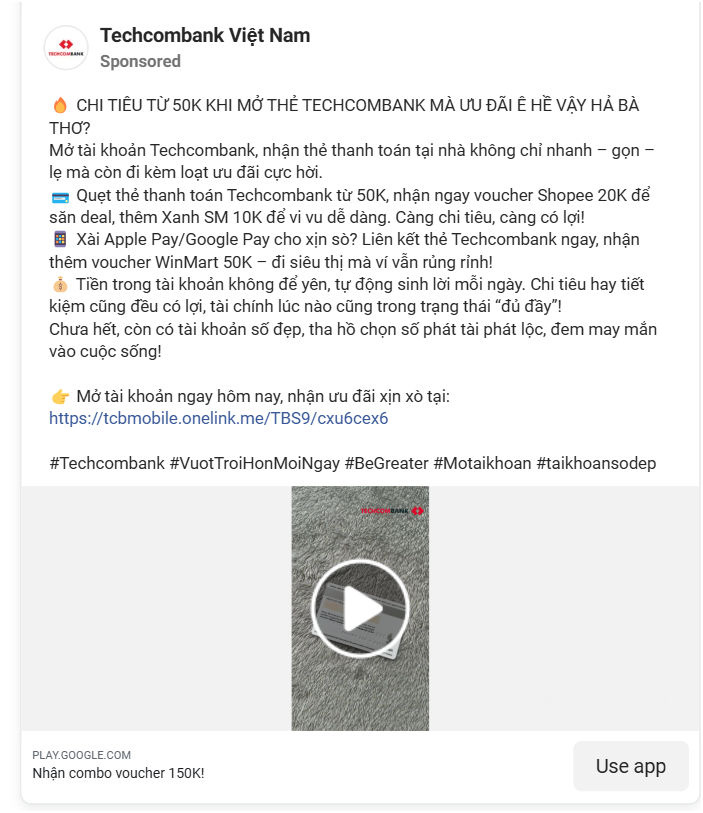 TECHCOMBANK
Techcombank Việt Nam
Sponsored
🔥 CHI TIÊU TỪ 50K KHI MỞ THẺ TECHCOMBANK MÀ ƯU ĐÃI Ê HỀ VẬY HẢ BÀ
THƠ?
Mở tài khoản Techcombank, nhận thẻ thanh toán tại nhà không chỉ nhanh – gọn –
lẹ mà còn đi kèm loạt ưu đãi cực hời.
💳 Quẹt thẻ thanh toán Techcombank từ 50K, nhận ngay voucher Shopee 20K để
săn deal, thêm Xanh SM 10K để vi vu dễ dàng. Càng chi tiêu, càng có lợi!
📱 Xài Apple Pay/Google Pay cho xịn sò? Liên kết thẻ Techcombank ngay, nhận
thêm voucher WinMart 50K – đi siêu thị mà ví vẫn rủng rỉnh!
💰 Tiền trong tài khoản không để yên, tự động sinh lời mỗi ngày. Chi tiêu hay tiết
kiệm cũng đều có lợi, tài chính lúc nào cũng trong trạng thái “đủ đầy”!
Chưa hết, còn có tài khoản số đẹp, tha hồ chọn số phát tài phát lộc, đem may mắn
vào cuộc sống!
👉 Mở tài khoản ngay hôm nay, nhận ưu đãi xịn xò tại:
https://tcbmobile.onelink.me/TBS9/cxu6cex6
#Techcombank #VuotTroiHonMoiNgay #BeGreater #Motaikhoan #taikhoansodep
TECHCOMBANK
PLAY.GOOGLE.COM
Nhận combo voucher 150K!
Use app